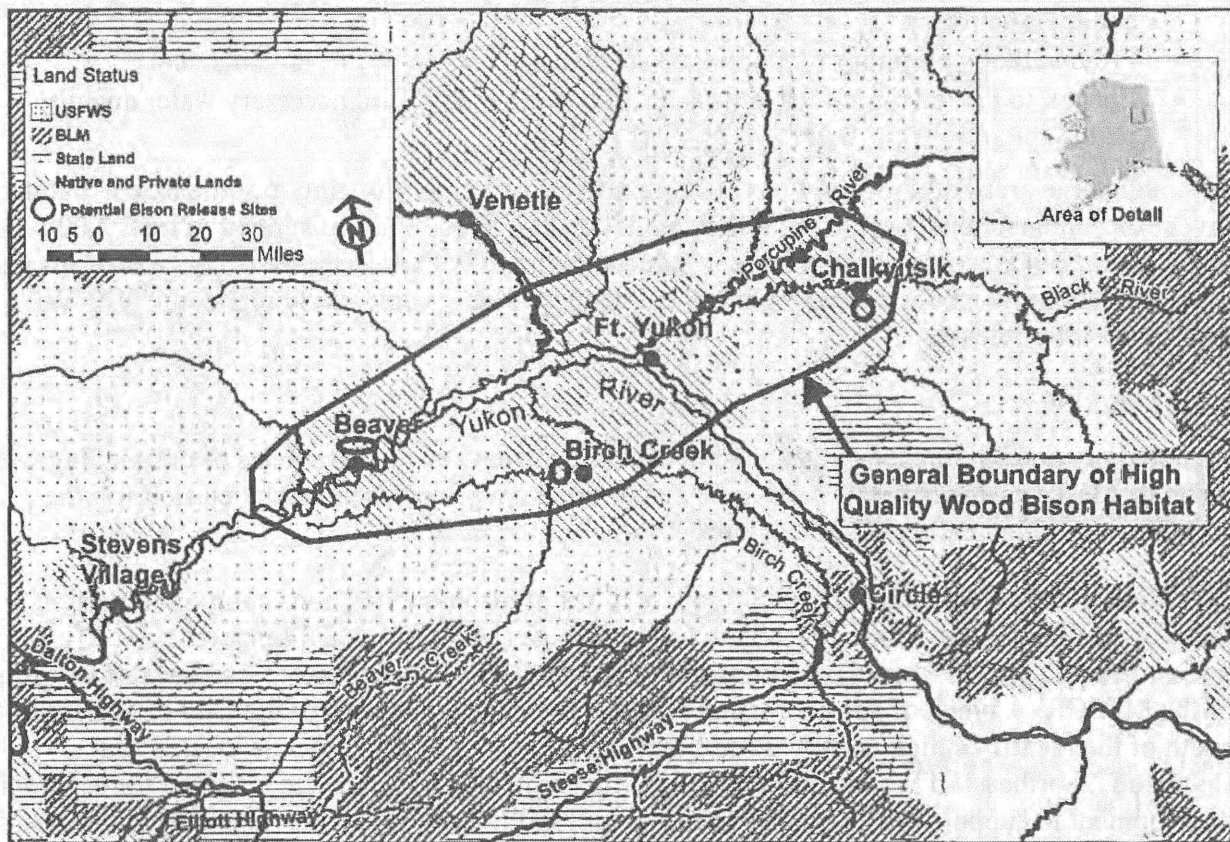 Land Status
USFWS
BLM
State Land
Native and Private Lands
Potential Bison Release Sites
10 5 0 10 20 30
Miles
N
Area of Detail
Venetie
Porcupine River
Chalkyitsik
Black River
Ft. Yukon
Yukon River
Beaver
Birch Creek
General Boundary of High
Quality Wood Bison Habitat
Stevens
Village
Birch Creek
Circle
Beaver Creek
Dalton Highway
Steese Highway
Elliott Highway